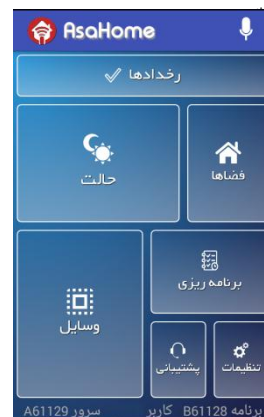 AsaHome
رخدادها
حالت
فضاها
وسایل
برنامه ریزی
پشتیبانی
تنظیمات
برنامه B61128 کاربر سرور A61129